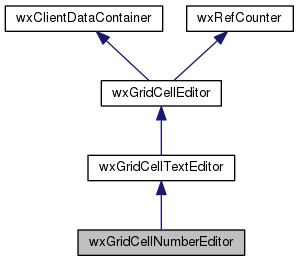 wxClientDataContainer
wxRefCounter
wxGridCellEditor
wxGridCellTextEditor
wxGridCellNumberEditor